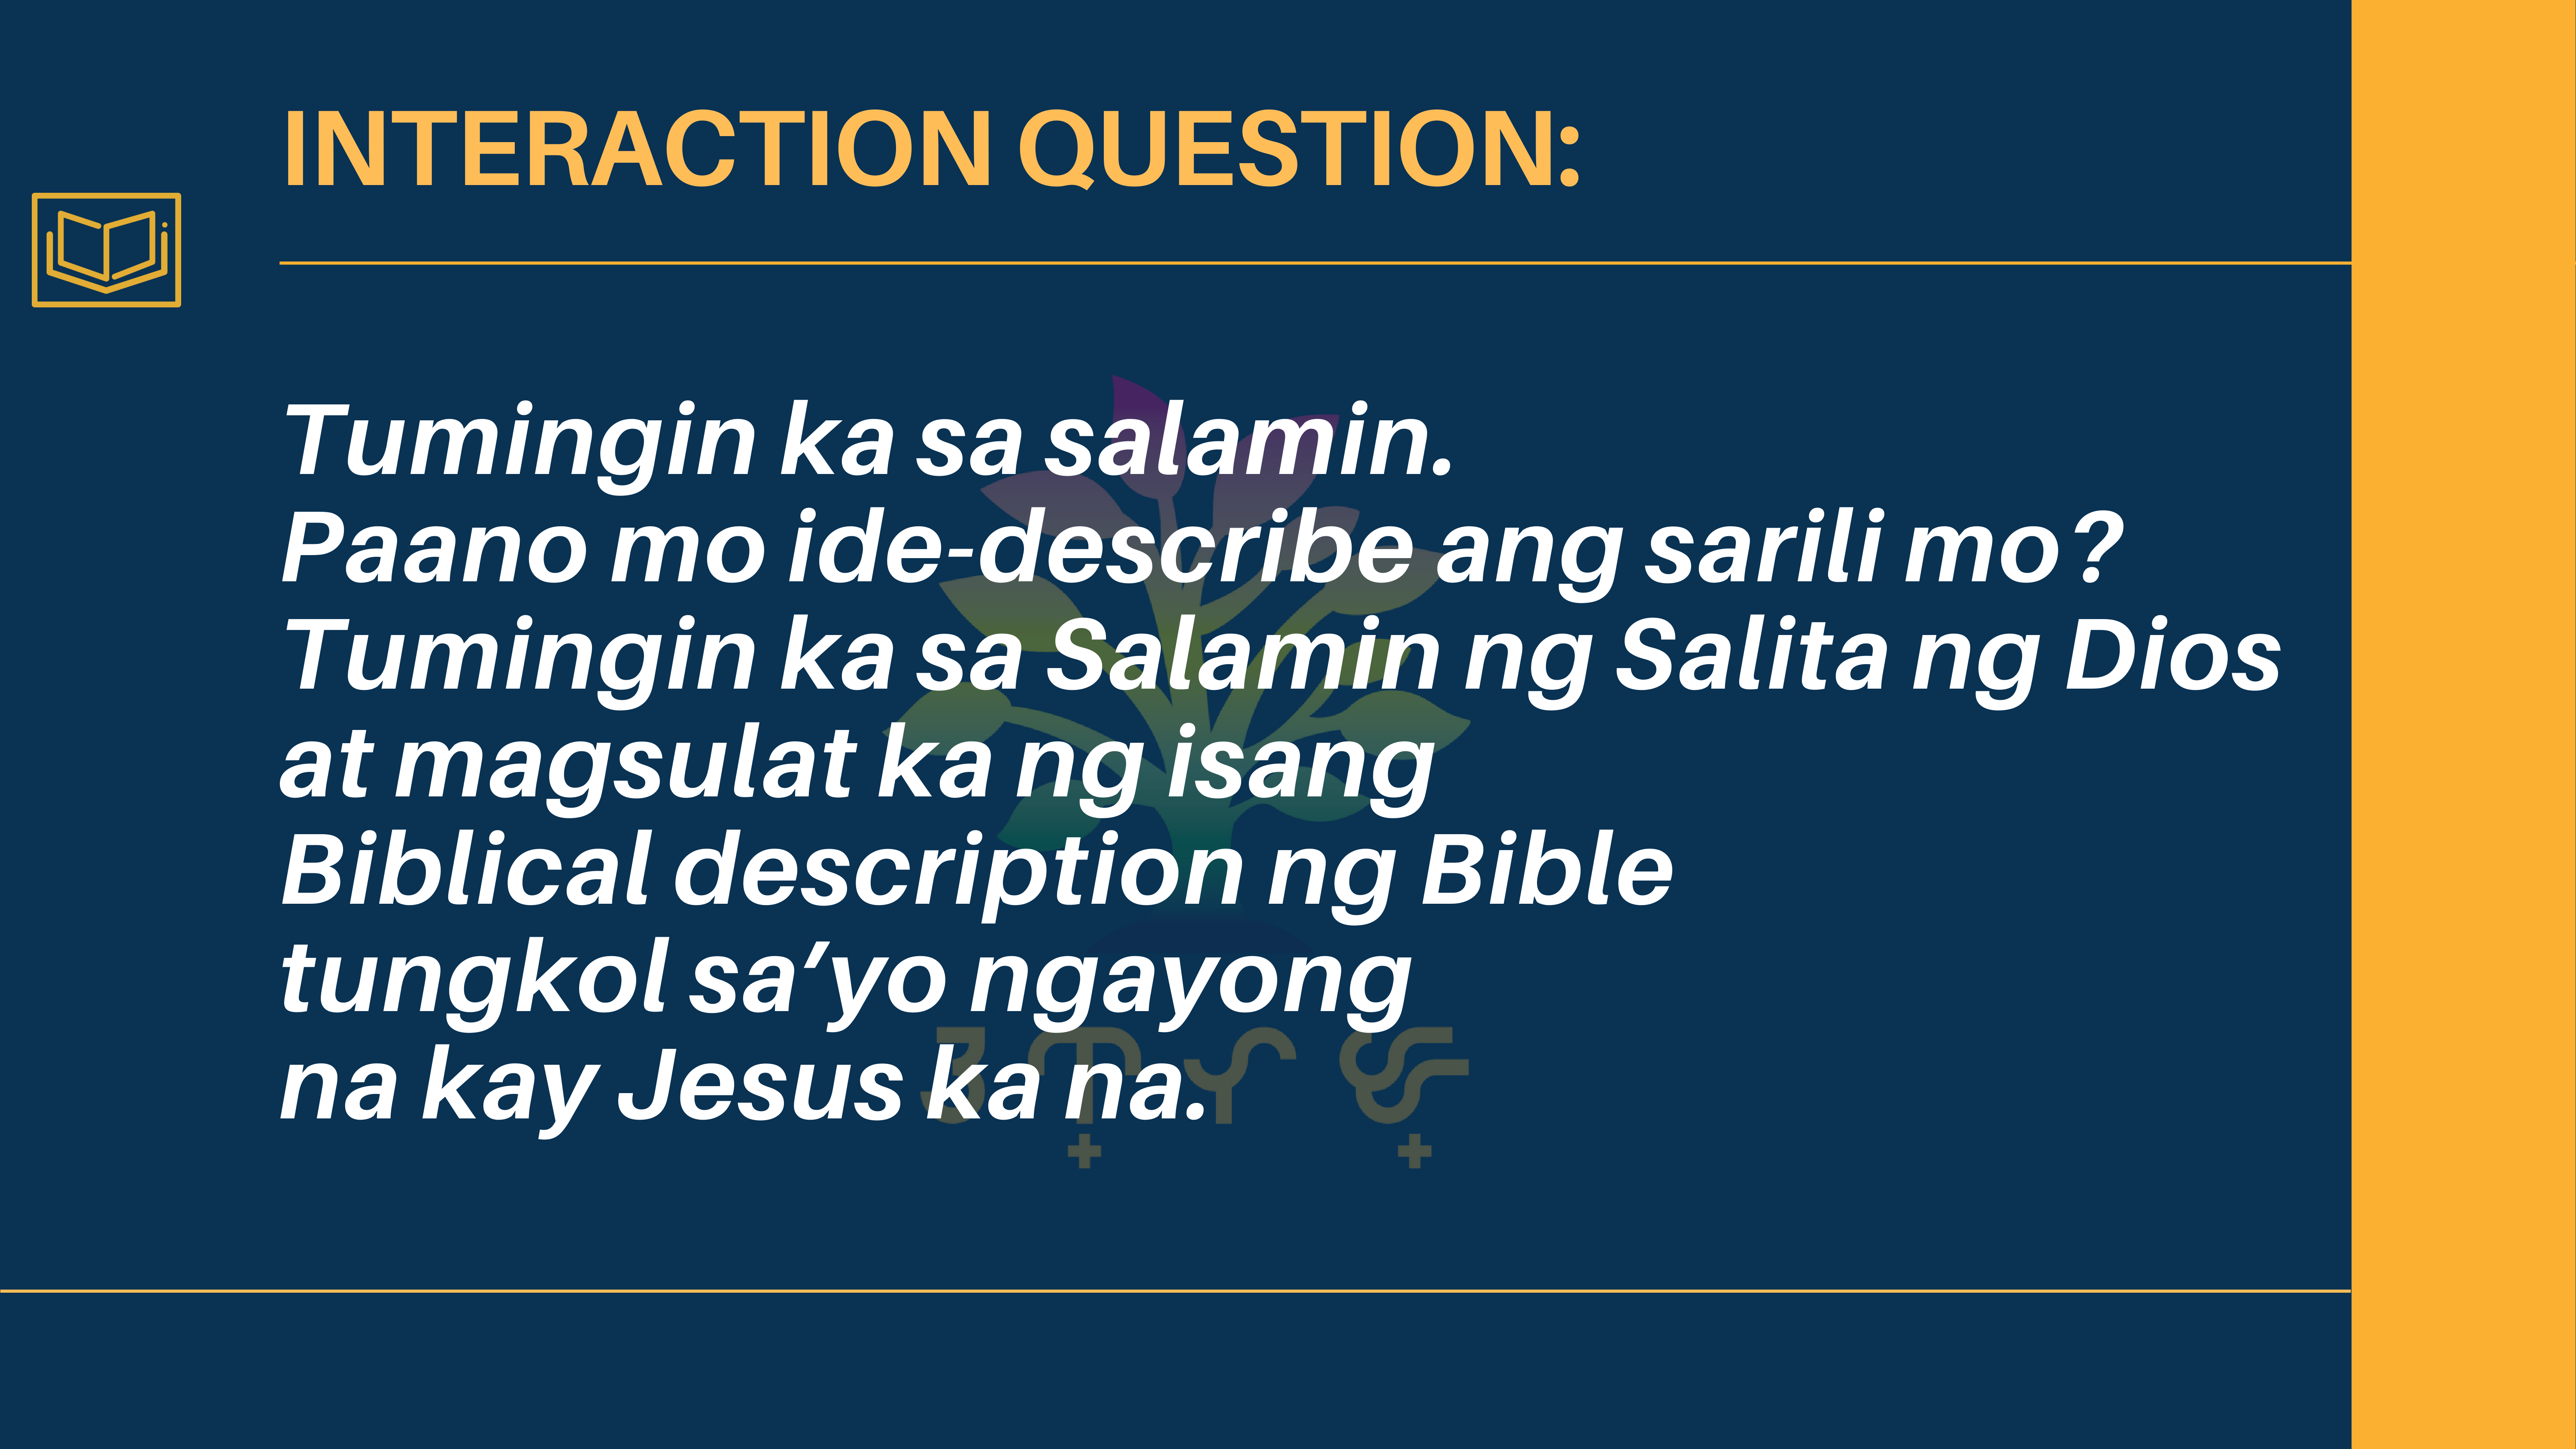 INTERACTION QUESTION:
Tumingin ka sa salamin.
Paano mo ide-describe ang sarili mo?
Tumingin ka sa Salamin ng Salita ng Dios
at magsulat ka ng isang
Biblical description ng Bible
tungkol sa’yo ngayong
na kay Jesus ka na.